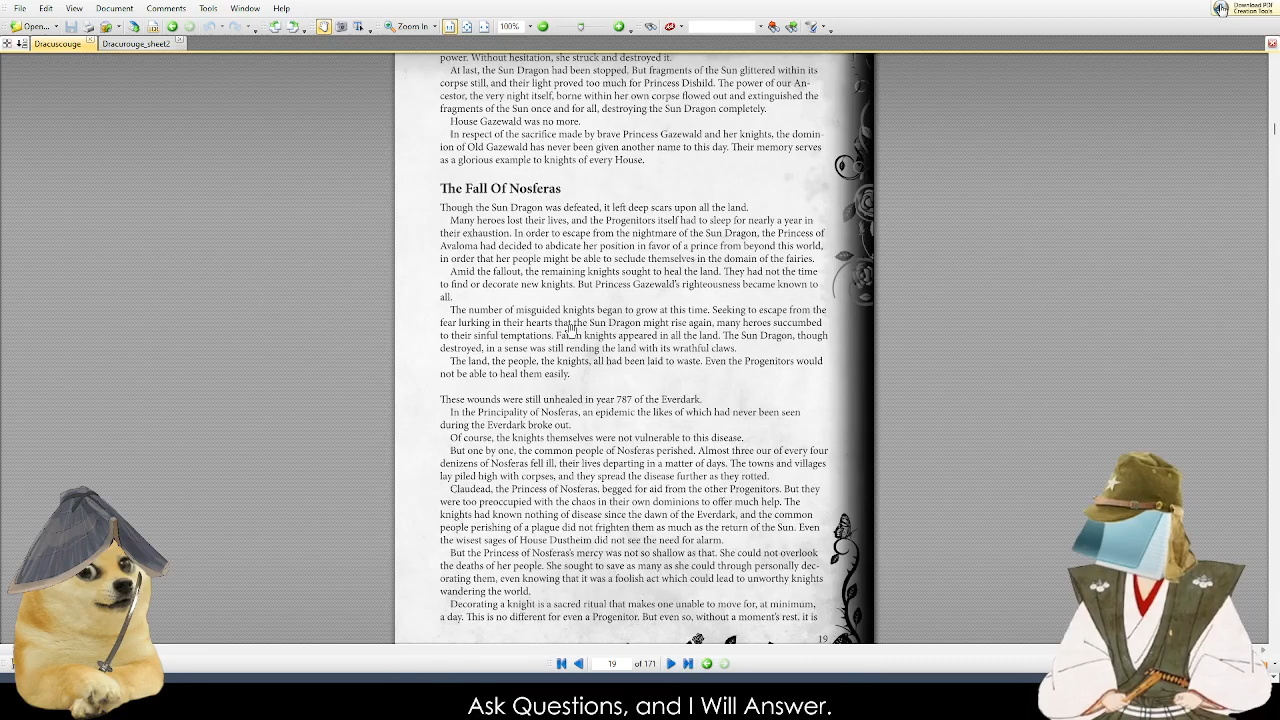 File Edit View Document Comments Tools Window Help
Download PDF
Creation Tools
Open... Zoom In 100%
Dracuscouge Dracurouge_sheet2
power. Without hesitation, she struck and destroyed it.
At last, the Sun Dragon had been stopped. But fragments of the Sun glittered within its
corpse still, and their light proved too much for Princess Dishild. The power of our An-
cestor, the very night itself, borne within her own corpse flowed out and extinguished the
fragments of the Sun once and for all, destroying the Sun Dragon completely.
House Gazewald was no more.
In respect of the sacrifice made by brave Princess Gazewald and her knights, the domin-
ion of Old Gazewald has never been given another name to this day. Their memory serves
as a glorious example to knights of every House.
The Fall Of Nosferas
Though the Sun Dragon was defeated, it left deep scars upon all the land.
Many heroes lost their lives, and the Progenitors itself had to sleep for nearly a year in
their exhaustion. In order to escape from the nightmare of the Sun Dragon, the Princess of
Avaloma had decided to abdicate her position in favor of a prince from beyond this world,
in order that her people might be able to seclude themselves in the domain of the fairies.
Amid the fallout, the remaining knights sought to heal the land. They had not the time
to find or decorate new knights. But Princess Gazewald's righteousness became known to
all.
The number of misguided knights began to grow at this time. Seeking to escape from the
fear lurking in their hearts that the Sun Dragon might rise again, many heroes succumbed
to their sinful temptations. knights appeared in all the land. The Sun Dragon, though
destroyed, in a sense was still rending the land with its wrathful claws.
The land, the people, the knights, all had been laid to waste. Even the Progenitors would
not be able to heal them easily.
These wounds were still unhealed in year 787 of the Everdark.
In the Principality of Nosferas, an epidemic the likes of which had never been seen
during the Everdark broke out.
Of course, the knights themselves were not vulnerable to this disease.
But one by one, the common people of Nosferas perished. Almost three our of every four
denizens of Nosferas fell ill, their lives departing in a matter of days. The towns and villages
lay piled high with corpses, and they spread the disease further as they rotted.
Claudead, the Princess of Nosferas, begged for aid from the other Progenitors. But they
were too preoccupied with the chaos in their own dominions to offer much help. The
knights had known nothing of disease since the dawn of the Everdark, and the common
people perishing of a plague did not frighten them as much as the return of the Sun. Even
the wisest sages of House Dustheim did not see the need for alarm.
But the Princess of Nosferas's mercy was not so shallow as that. She could not overlook
the deaths of her people. She sought to save as many as she could through personally dec-
orating them, even knowing that it was a foolish act which could lead to unworthy knights
wandering the world.
Decorating a knight is a sacred ritual that makes one unable to move for, at minimum,
a day. This is no different for even a Progenitor. But even so, without a moment's rest, it is
19
19 of 171
Ask Questions, and I Will Answer.